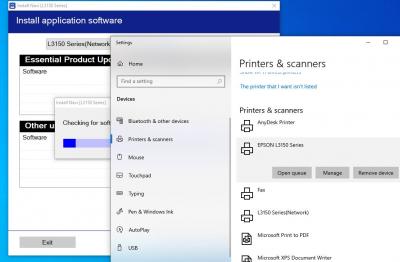 Install Navi (L3150 Series)
Install application software
L3150 Series(Network)
Essential Product Upd
Software
Install Navi (L3150 Series)
Checking for soft
Other u
Software
Exit
Settings
Home
Find a setting
Devices
Bluetooth & other devices
Printers & scanners
Mouse
Touchpad
Typing
Pen & Windows Ink
AutoPlay
USB
Printers & scanners
The printer that I want isn't listed
Printers & scanners
AnyDesk Printer
EPSON L3150 Series
Open queue
Manage
Remove device
Fax
L3150 Series(Network)
Microsoft Print to PDF
Microsoft XPS Document Writer